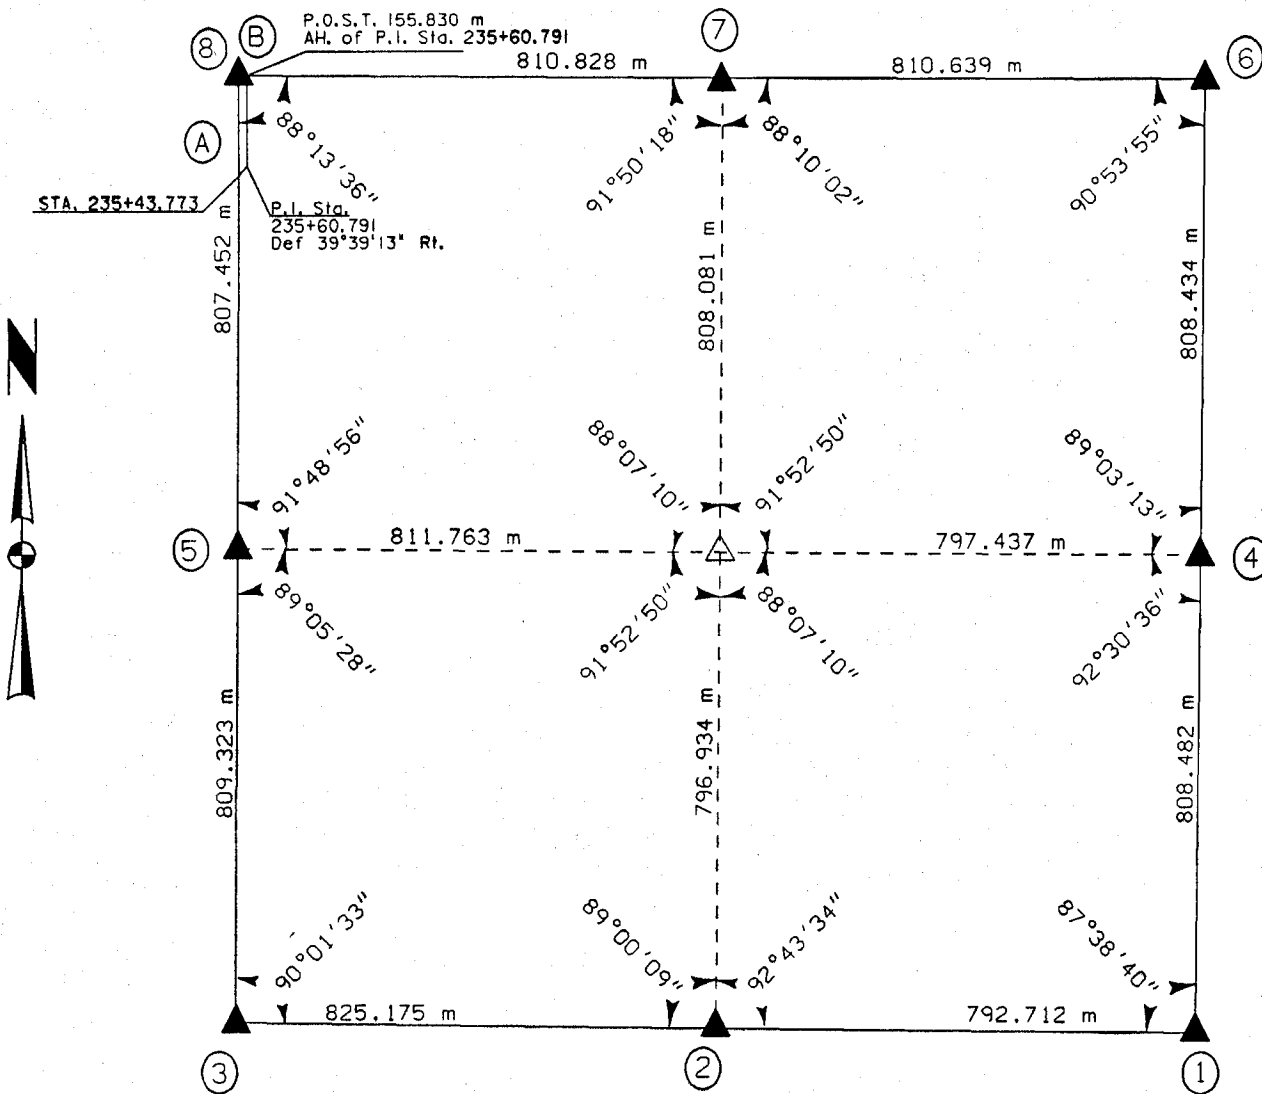 P.O.S.T. 155.830 m
AH. of P.I. Sta. 235+60.791
8
B
7
6
810.828 m
810.639 m
A
88°13'36"
91°50'18"
88°10'02"
90°53'55"
STA. 235+43.773
P.I. Sta.
235+60.791
Def 39°39'13" Rt.
807.452 m
808.081 m
808.434 m
N
91°48'56"
88°07'10"
91°52'50"
89°03'13"
5
811.763 m
797.437 m
4
89°05'28"
91°52'50"
88°07'10"
92°30'36"
809.323 m
796.934 m
808.482 m
90°01'33"
89°00'09"
92°43'34"
87°38'40"
825.175 m
792.712 m
3
2
1